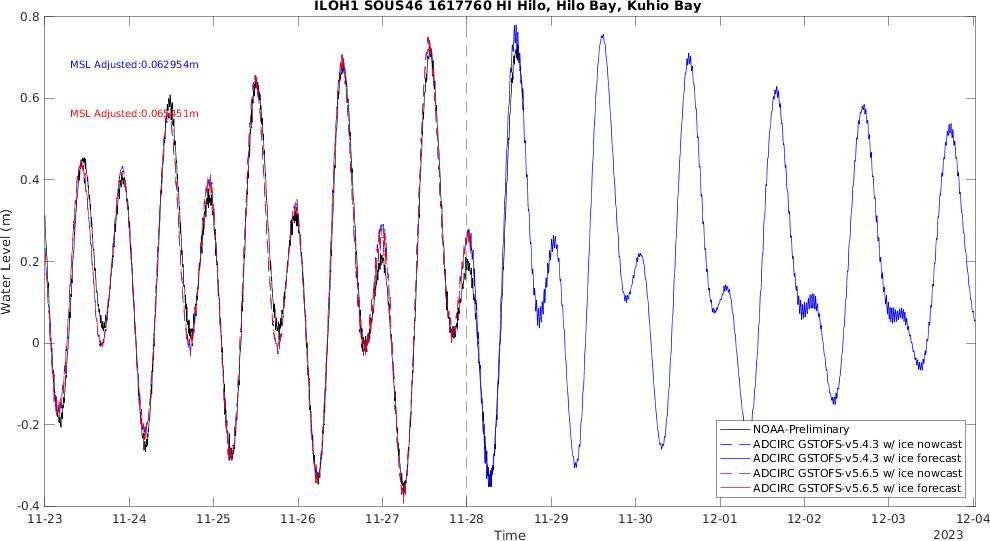 ILOH1 SOUS46 1617760 HI Hilo, Hilo Bay, Kuhio Bay
MSL Adjusted:0.062954m
MSL Adjusted:0.065451m
Water Level (m)
0.8
0.6
0.4
0.2
0
-0.2
-0.4
NOAA-Preliminary
ADCIRC GSTOFS-v5.4.3 w/ ice nowcast
ADCIRC GSTOFS-v5.4.3 w/ ice forecast
ADCIRC GSTOFS-v5.6.5 w/ ice nowcast
ADCIRC GSTOFS-v5.6.5 w/ ice forecast
11-23 11-24 11-25 11-26 11-27 11-28 11-29 11-30 12-01 12-02 12-03 12-04
Time
2023